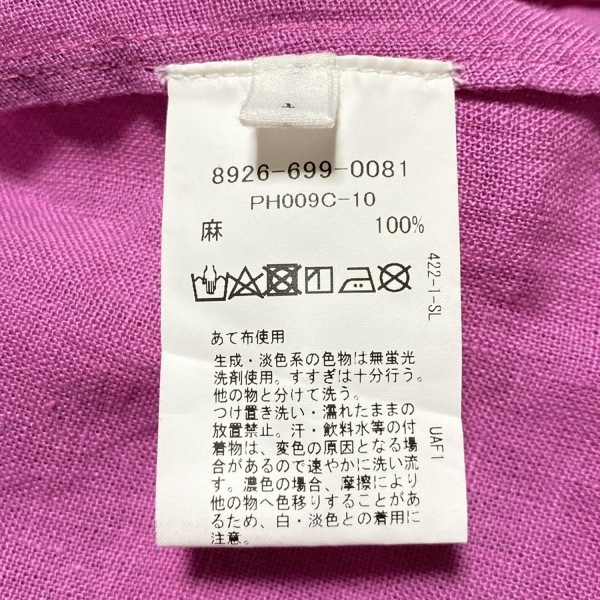 8926-699-0081
PH009C-10
麻 100%
あて布使用
生成・淡色系の色物は無蛍光
洗剤使用。すすぎは十分行う。
他の物と分けて洗う。
つけ置き洗い・濡れたままの
放置禁止。汗・飲料水等の付
着物は、変色の原因となる場
合があるので速やかに洗い流
す。濃色の場合、摩擦により
他の物へ色移りすることがあ
るため、白・淡色との着用に
注意。
422-1-SL
UAF1